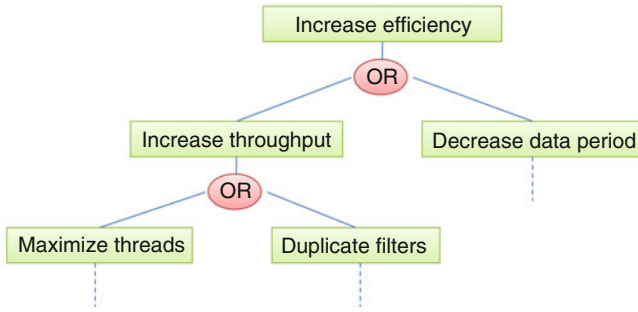 Increase efficiency
OR
Increase throughput
Decrease data period
OR
Maximize threads
Duplicate filters